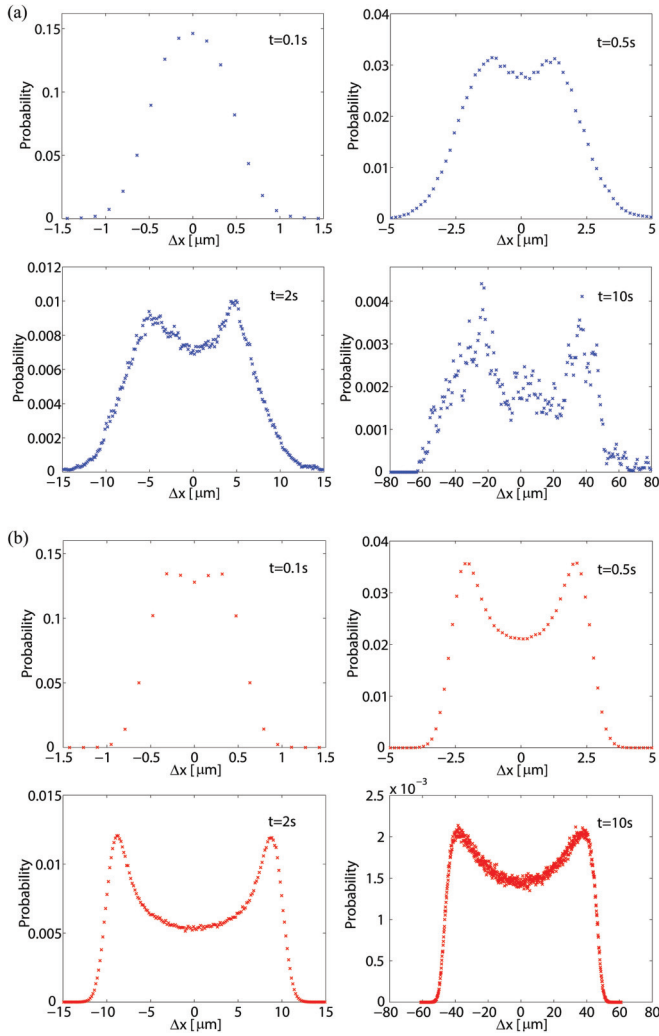 (a)
0.15
0.10
0.05
0
Probability
t=0.1s
−1.5 −1 −0.5 0 0.5 1 1.5
Δx [μm]
0.04
0.03
0.02
0.01
0.000
Probability
t=0.5s
−5 −2.5 0 2.5 5
Δx [μm]
0.012
0.01
0.008
0.006
0.004
0.002
0
Probability
t=2s
−15 −10 −5 0 5 10 15
Δx [μm]
0.004
0.003
0.002
0.001
0.000
Probability
t=10s
−80 −60 −40 −20 0 20 40 60 80
Δx [μm]
(b)
0.15
0.10
0.05
0
Probability
t=0.1s
−1.5 −1 −0.5 0 0.5 1 1.5
Δx [μm]
0.04
0.03
0.02
0.01
0
Probability
t=0.5s
−5 −2.5 0 2.5 5
Δx [μm]
0.015
0.01
0.005
0
Probability
t=2s
−15 −10 −5 0 5 10 15
Δx [μm]
2.5 x 10⁻³
2.0
1.5
1
0.5
0
Probability
t=10s
−80 −60 −40 −20 0 20 40 60 80
Δx [μm]